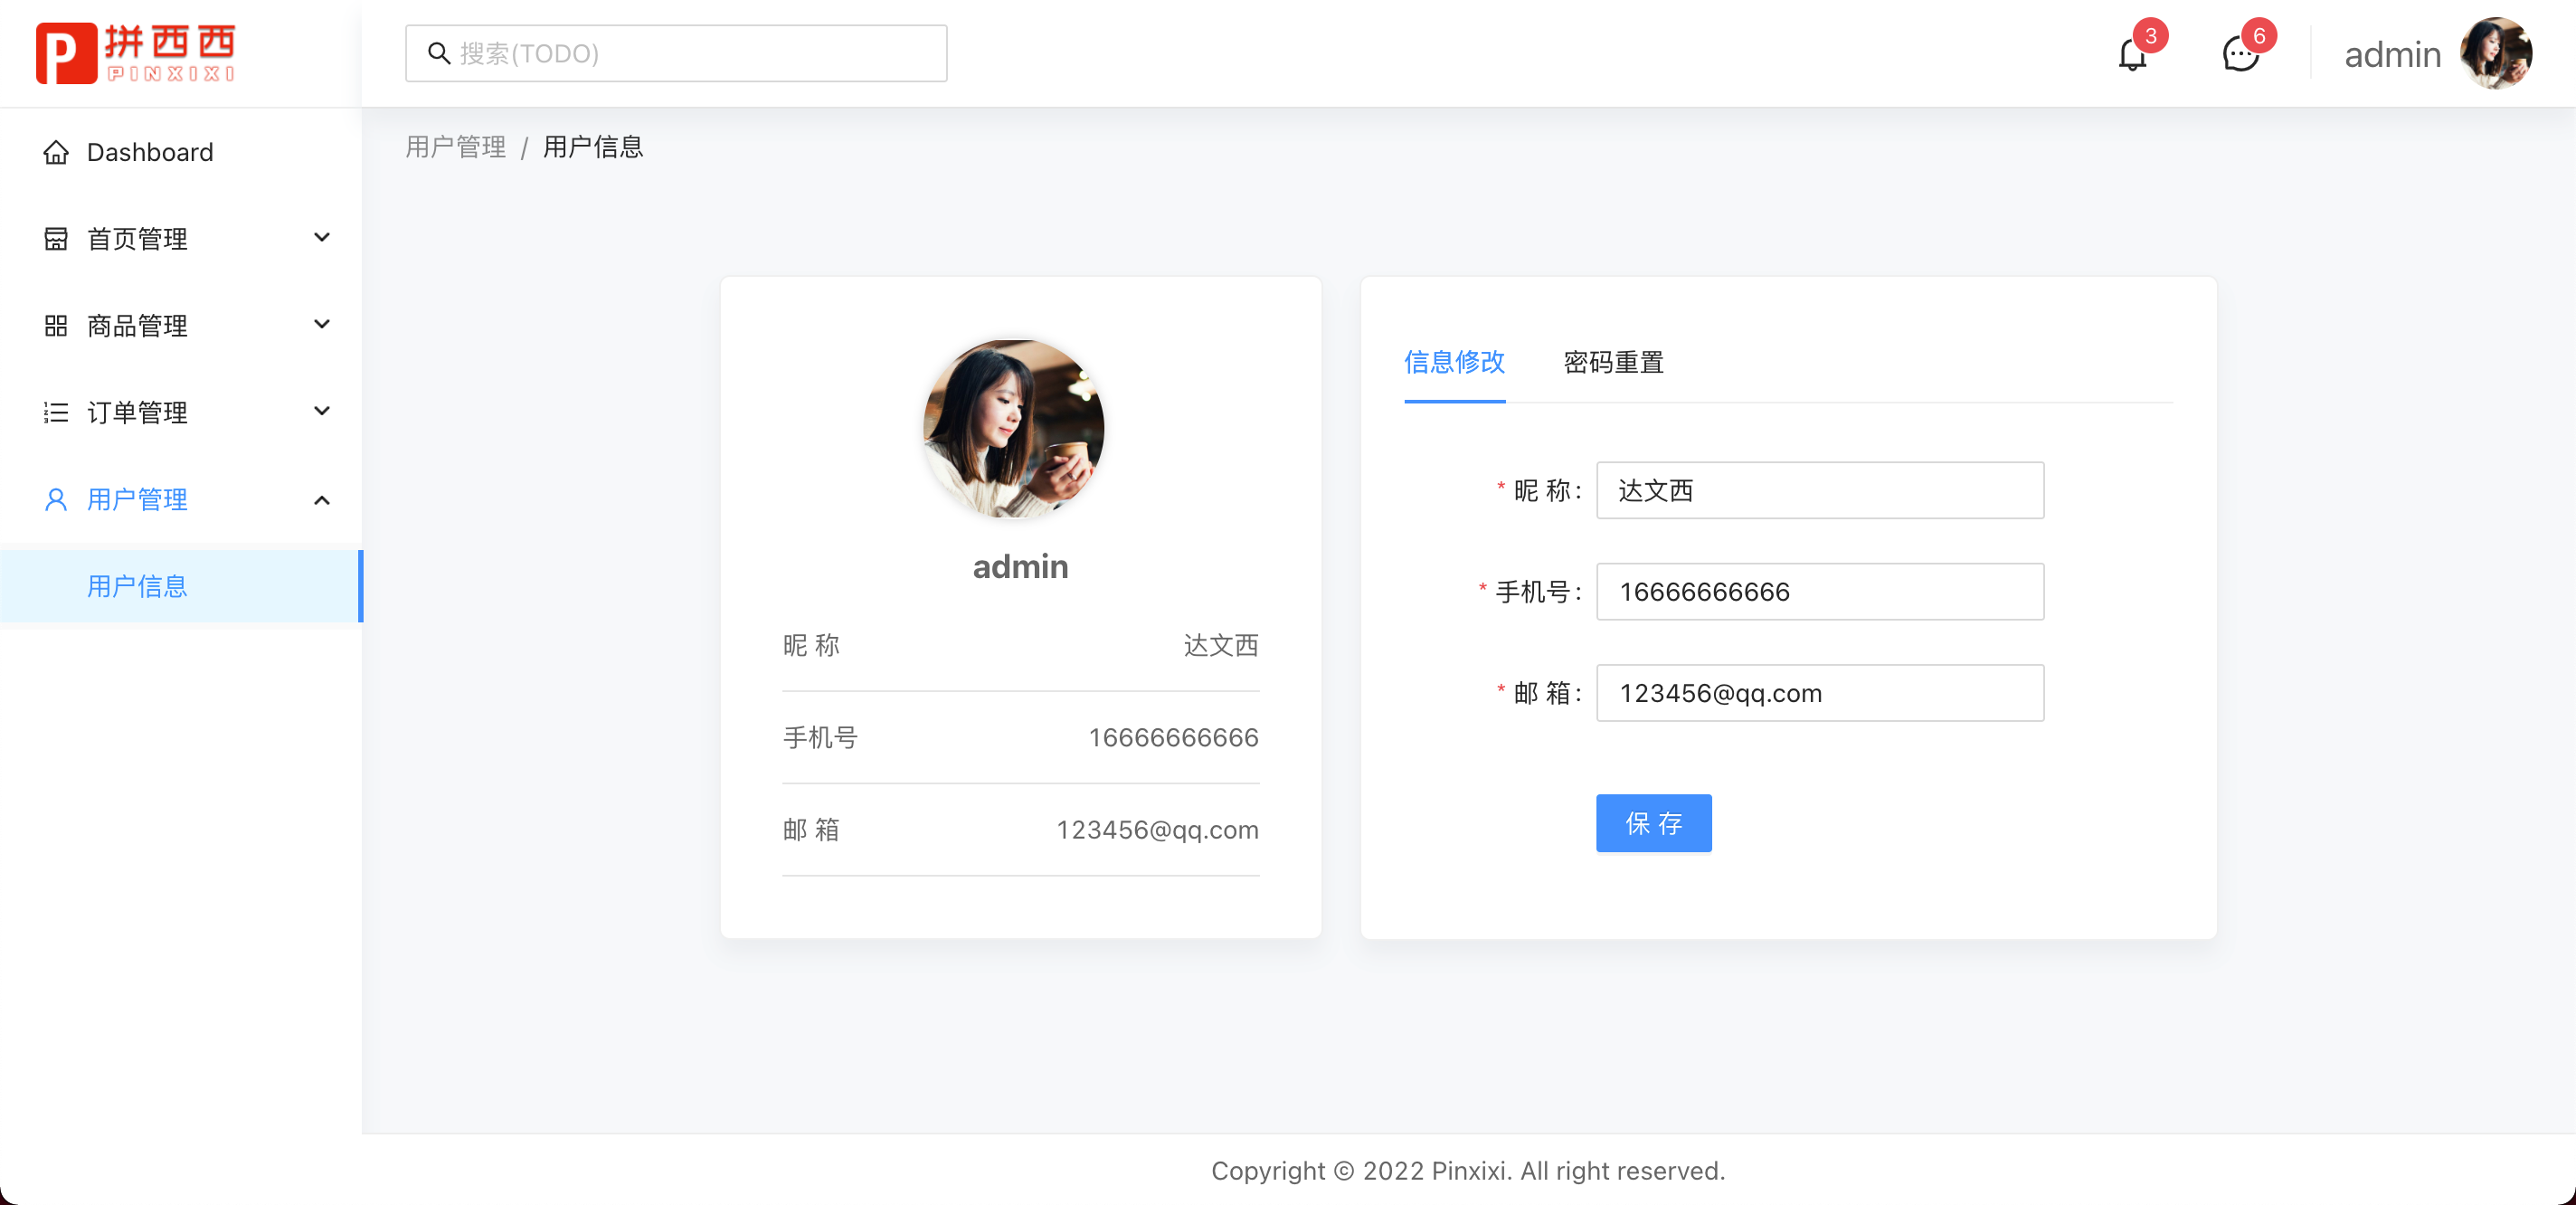 拼西西
PINXIXI
搜索(TODO)
3
6
admin
Dashboard
首页管理
商品管理
订单管理
用户管理
用户信息
用户管理 / 用户信息
admin
昵 称 达文西
手机号 16666666666
邮 箱 123456@qq.com
信息修改 密码重置
* 昵 称: 达文西
* 手机号: 16666666666
* 邮 箱: 123456@qq.com
保 存
Copyright © 2022 Pinxixi. All right reserved.